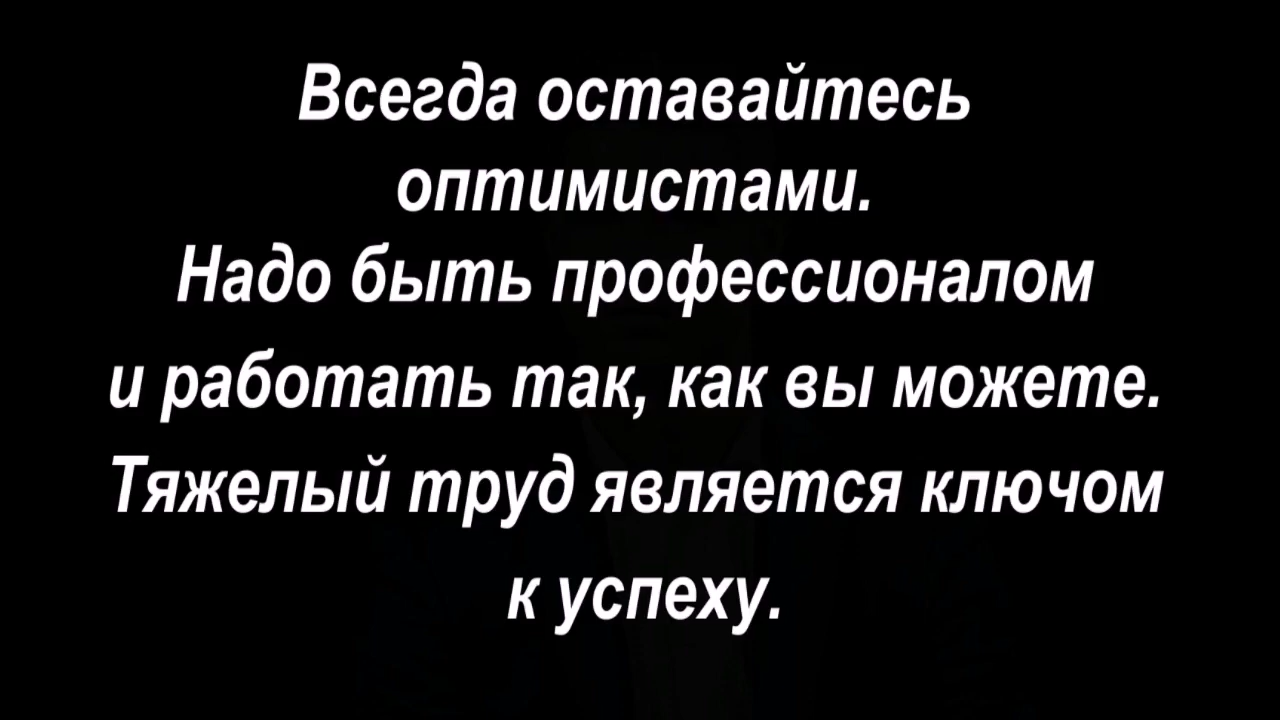 Всегда оставайтесь
оптимистами.
Надо быть профессионалом
и работать так, как вы можете.
Тяжелый труд является ключом
к успеху.